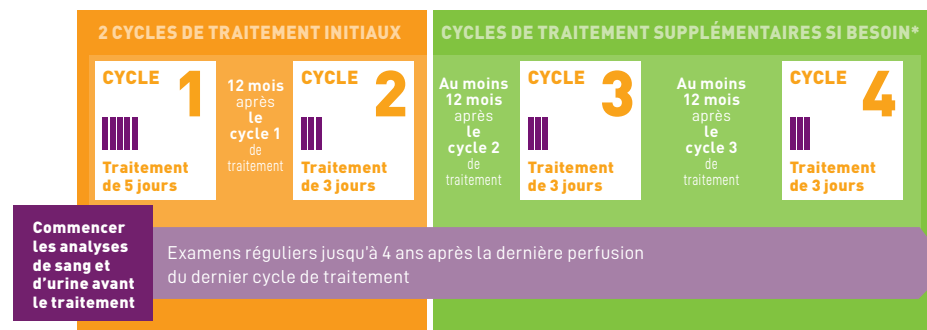 2 CYCLES DE TRAITEMENT INITIAUX
CYCLES DE TRAITEMENT SUPPLÉMENTAIRES SI BESOIN*
CYCLE
1
Traitement
de 5 jours
12 mois
après
le
cycle 1
de
traitement
CYCLE
2
Traitement
de 3 jours
Au moins
12 mois
après
le
cycle 2
de
traitement
CYCLE
3
Traitement
de 3 jours
Au moins
12 mois
après
le
cycle 3
de
traitement
CYCLE
4
Traitement
de 3 jours
Commencer
les analyses
de sang et
d'urine avant
le traitement
Examens réguliers jusqu'à 4 ans après la dernière perfusion
du dernier cycle de traitement